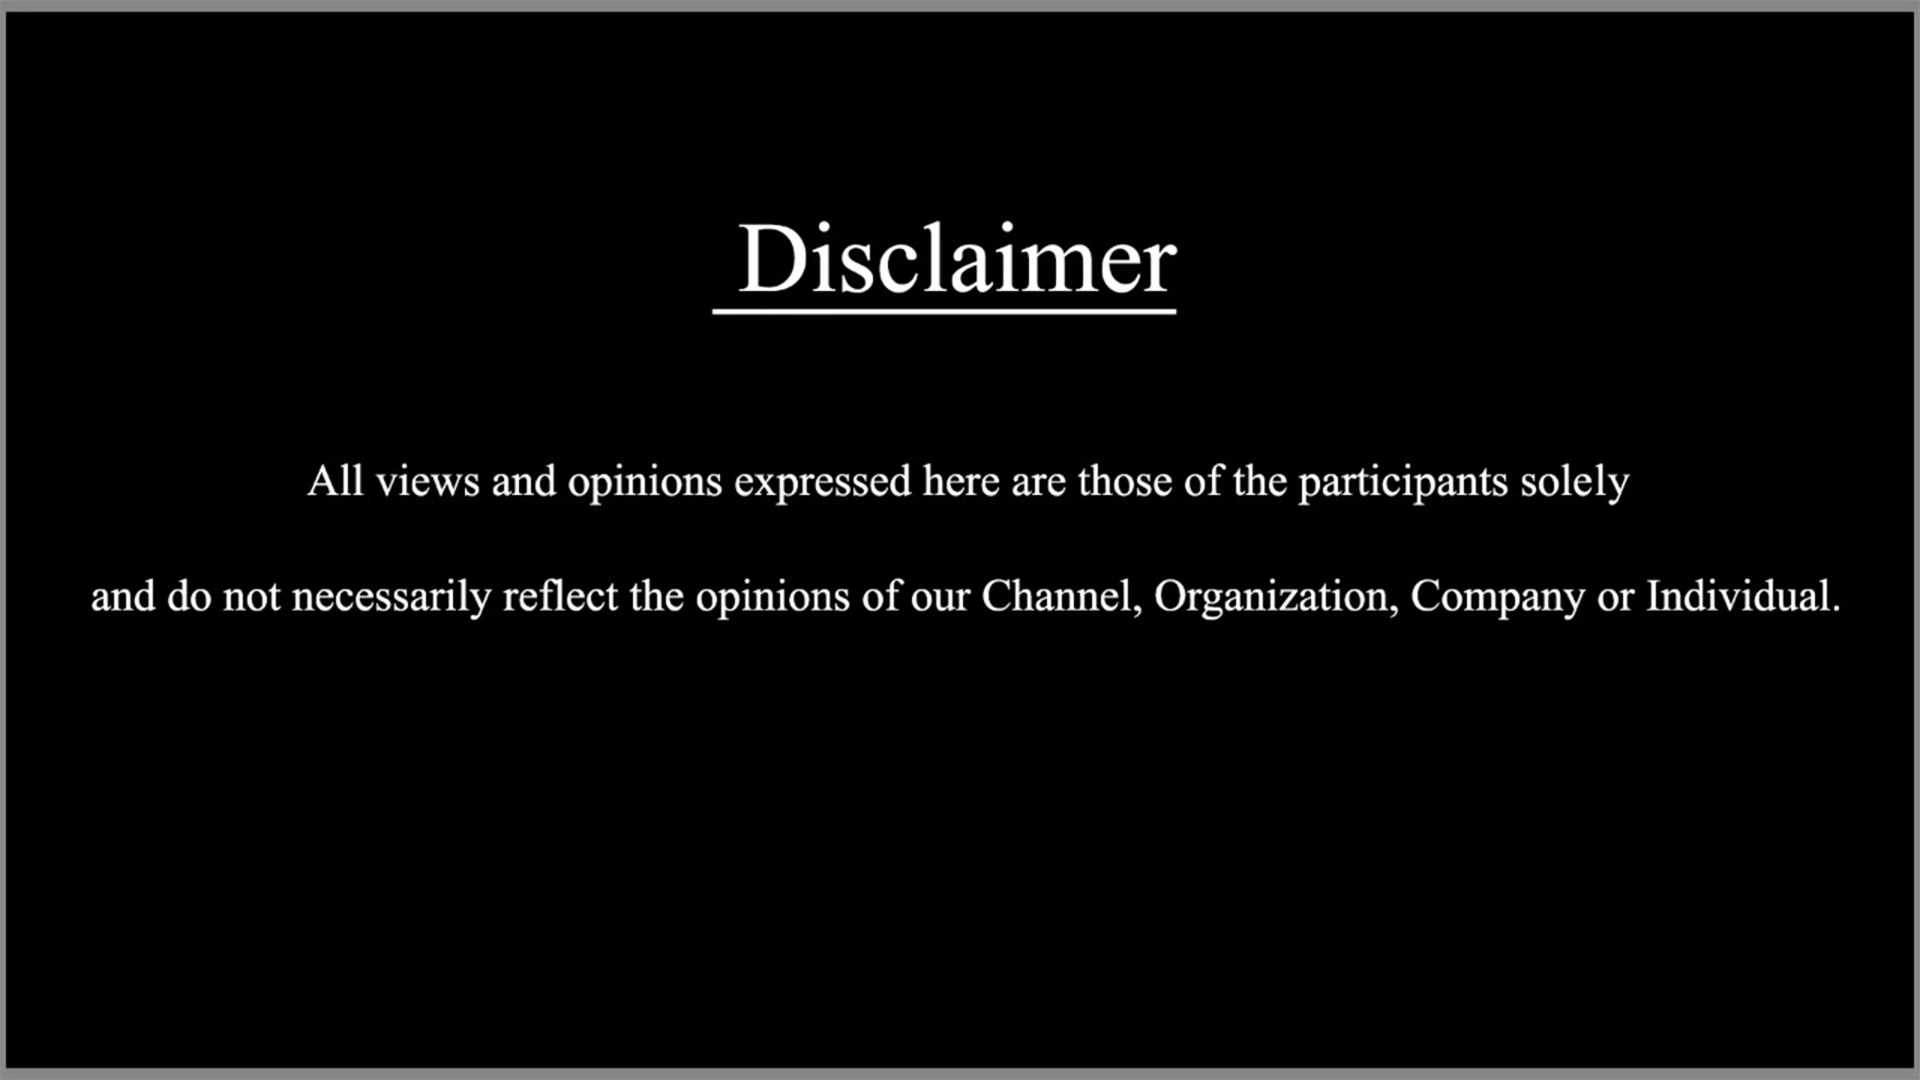 Disclaimer
All views and opinions expressed here are those of the participants solely
and do not necessarily reflect the opinions of our Channel, Organization, Company or Individual.